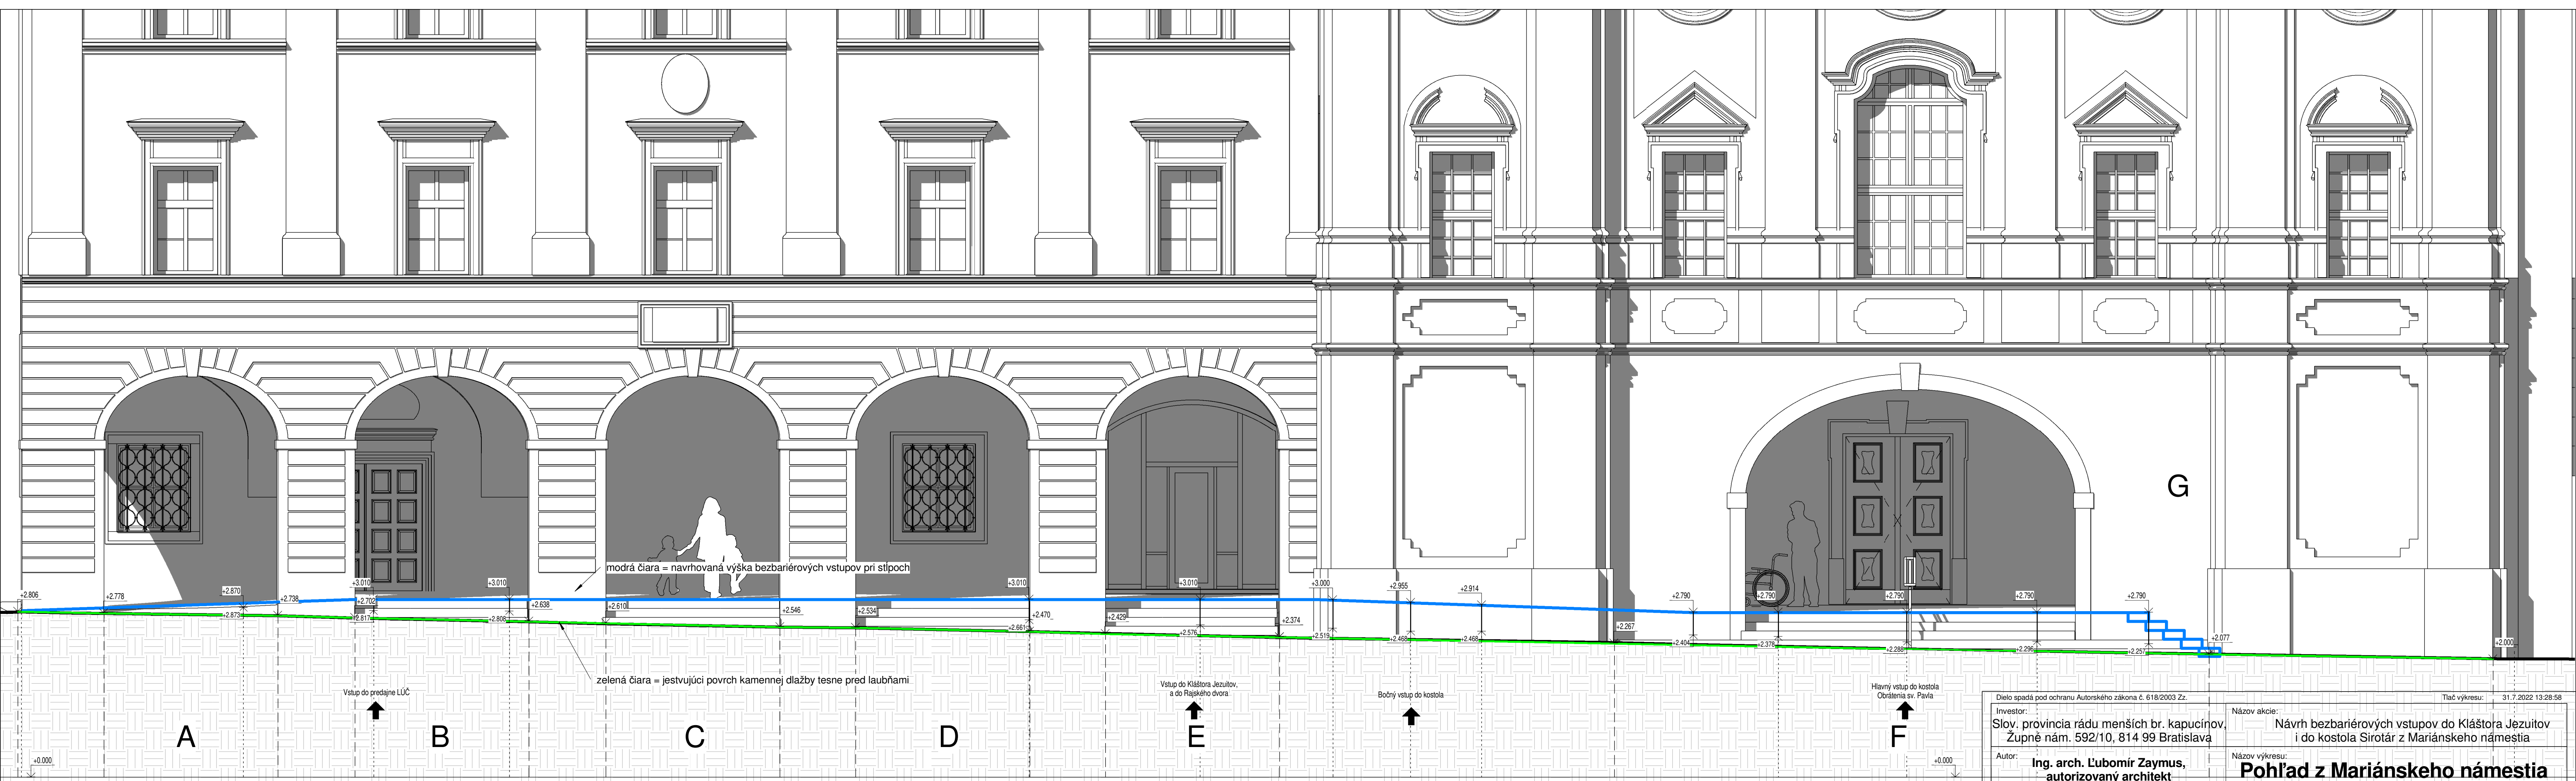 modrá čiara = navrhovaná výška bezbariérových vstupov pri stĺpoch
G
+2.806
+2.778
+2.870
+2.873
+2.738
+3.010
+2.702
+2.817
+3.010
+2.808
+2.638
+2.610
+2.546
+2.534
+3.010
+2.661
+2.470
+2.429
+3.010
+2.576
+2.374
+3.000
+2.519
+2.955
+2.468
+2.914
+2.468
+2.267
+2.790
+2.404
+2.378
+2.790
+2.288
+2.790
+2.296
+2.790
+2.257
+2.077
+2.000
zelená čiara = jestvujúci povrch kamennej dlažby tesne pred laubňami
Vstup do predajne LÚČ
Vstup do Kláštora Jezuitov,
a do Rajského dvora
Bočný vstup do kostola
Hlavný vstup do kostola
Obrátenia sv. Pavla
A
B
C
D
E
F
+0.000
+0.000
Dielo spadá pod ochranu Autorského zákona č. 618/2003 Zz.
Tlač výkresu: 31.7.2022 13:28:58
Investor:
Slov. provincia rádu menších br. kapucínov,
Župné nám. 592/10, 814 99 Bratislava
Názov akcie:
Návrh bezbariérových vstupov do Kláštora Jezuitov
i do kostola Sirotár z Mariánskeho námestia
Autor:
Ing. arch. Ľubomír Zaymus,
autorizovaný architekt
Názov výkresu:
Pohľad z Mariánskeho námestia